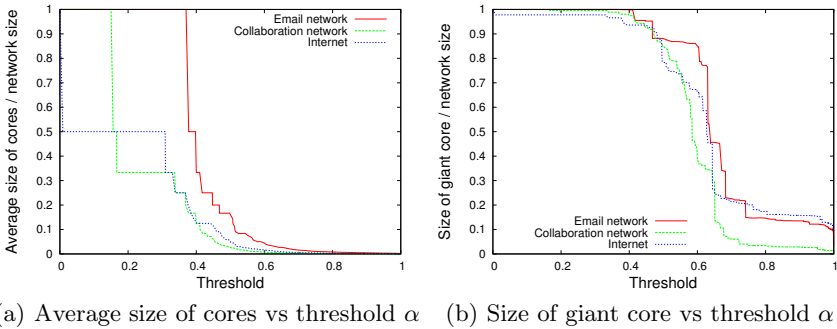 Average size of cores / network size
1
0.9
0.8
0.7
0.6
0.5
0.4
0.3
0.2
0.1
0
0 0.2 0.4 0.6 0.8 1
Threshold
Email network
Collaboration network
Internet
Size of giant core / network size
1
0.9
0.8
0.7
0.6
0.5
0.4
0.3
0.2
0.1
0
0 0.2 0.4 0.6 0.8 1
Threshold
Email network
Collaboration network
Internet
a) Average size of cores vs threshold α
(b) Size of giant core vs threshold α